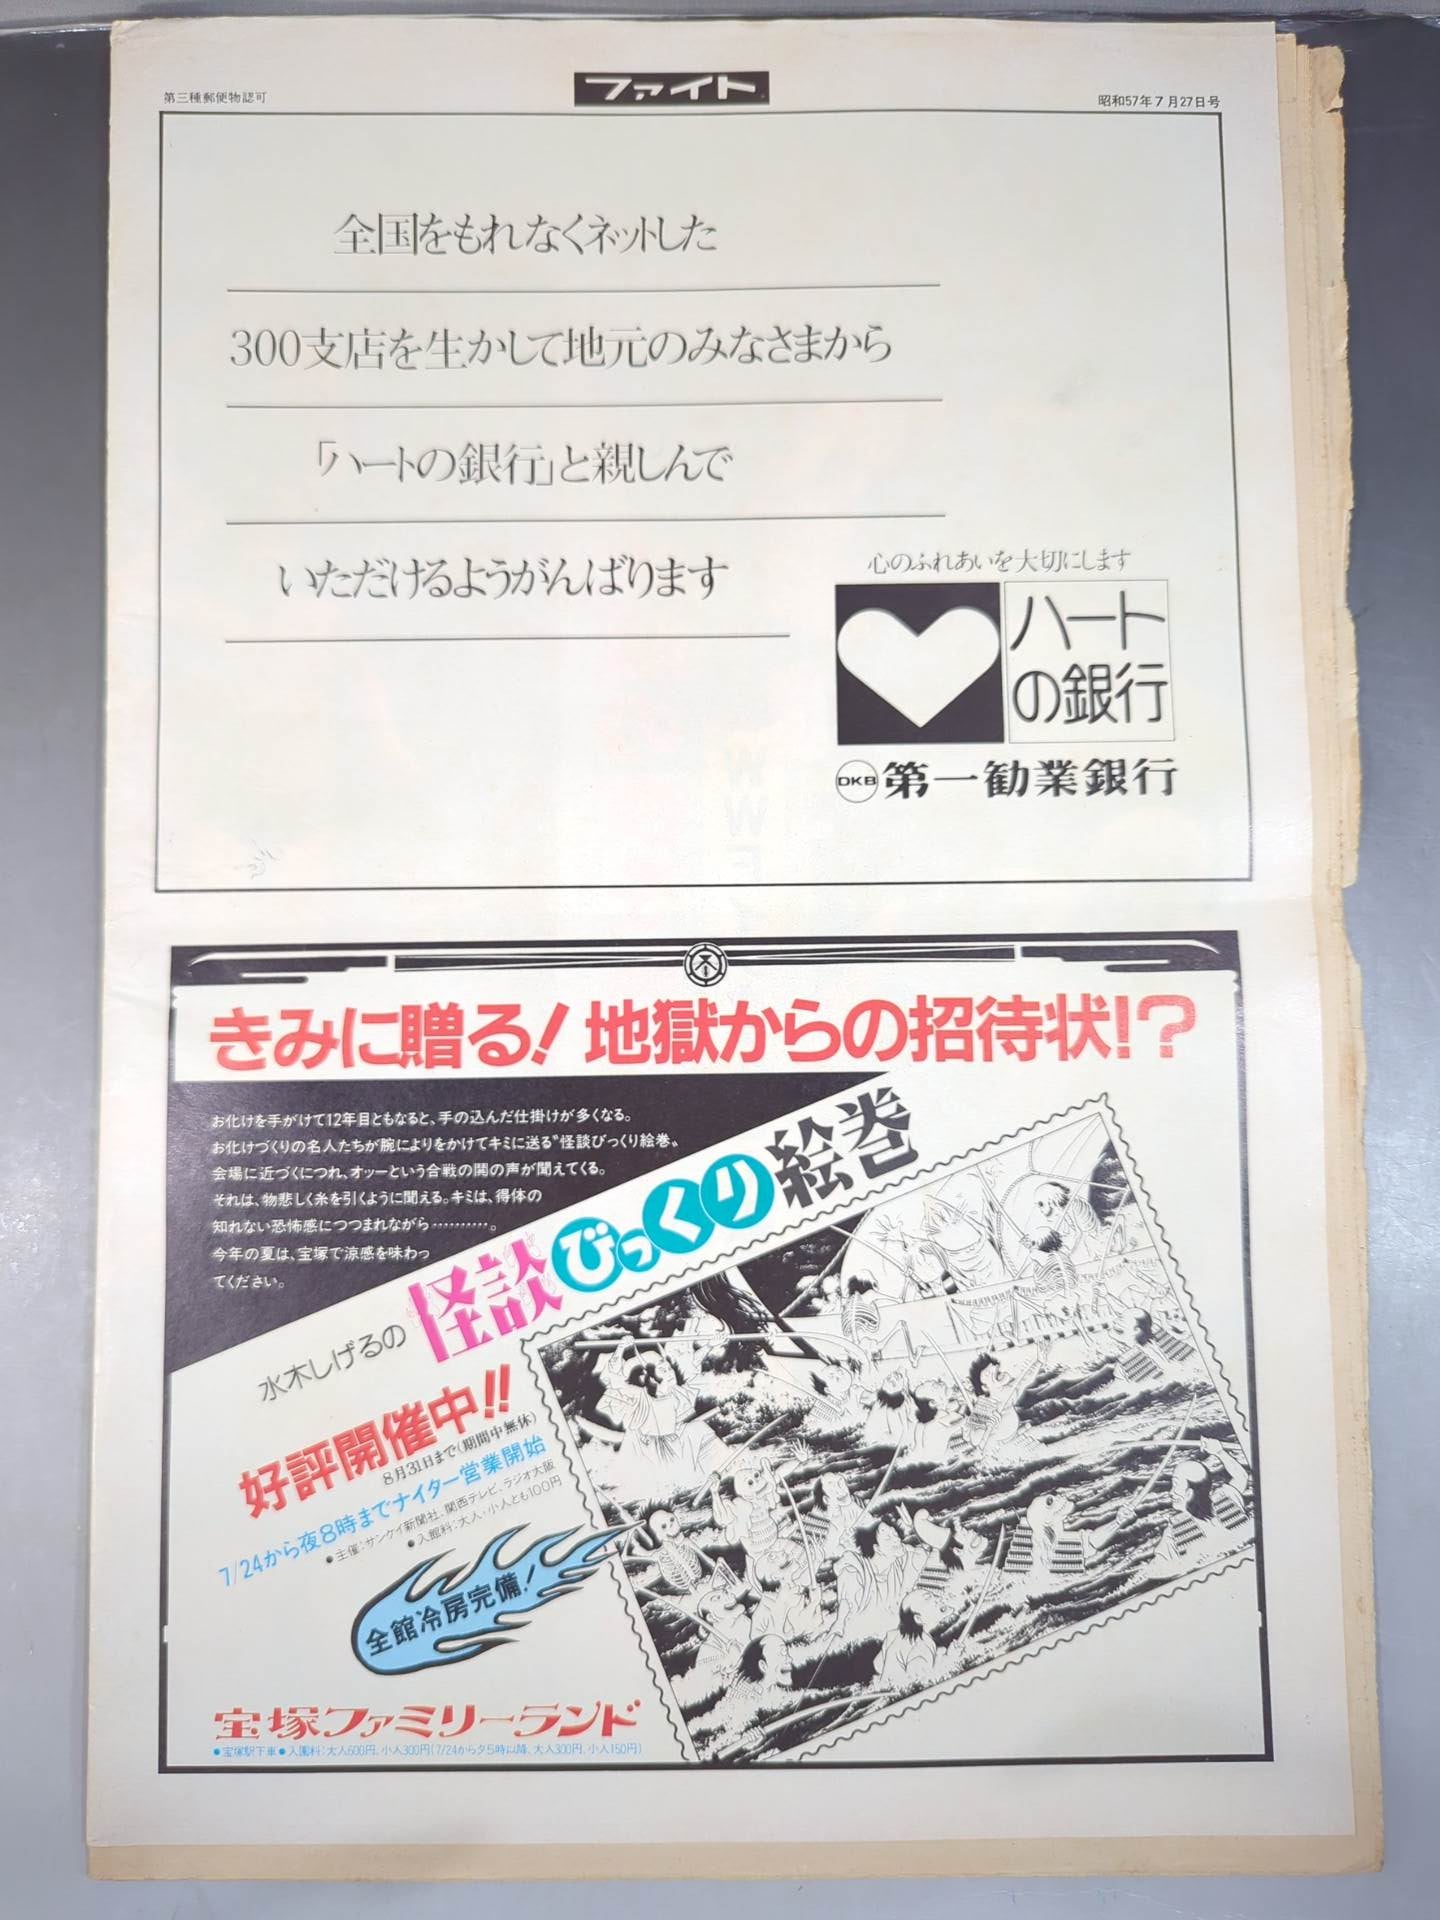 第三種郵便物認可
ファイト
昭和57年7月27日号
全国をもれなくネットした
300支店を生かして地元のみなさまから
「ハートの銀行」と親しんで
いただけるようがんばります
心のふれあいを大切にします
ハート
の銀行
DKB 第一勧業銀行
きみに贈る!地獄からの招待状!?
お化けを手がけて12年目ともなると、手の込んだ仕掛けが多くなる。
お化けづくりの名人たちが腕によりをかけてキミに送る〝怪談びっくり絵巻〟
会場に近づくにつれ、オッーという合戦の鬨の声が聞えてくる。
それは、物悲しく糸を引くように聞える。キミは、得体の
知れない恐怖感につつまれながら…………。
今年の夏は、宝塚で涼感を味わっ
てください。
水木しげるの
怪談びっくり絵巻
好評開催中!!
8月31日まで(期間中無休)
7/24から夜8時までナイター営業開始
●主催:サンケイ新聞社、関西テレビ、ラジオ大阪
●入館料:大人・小人とも100円
全館冷房完備!
宝塚ファミリーランド
●宝塚駅下車●入園料:大人600円、小人300円(7/24から夕5時以降、大人300円、小人150円)